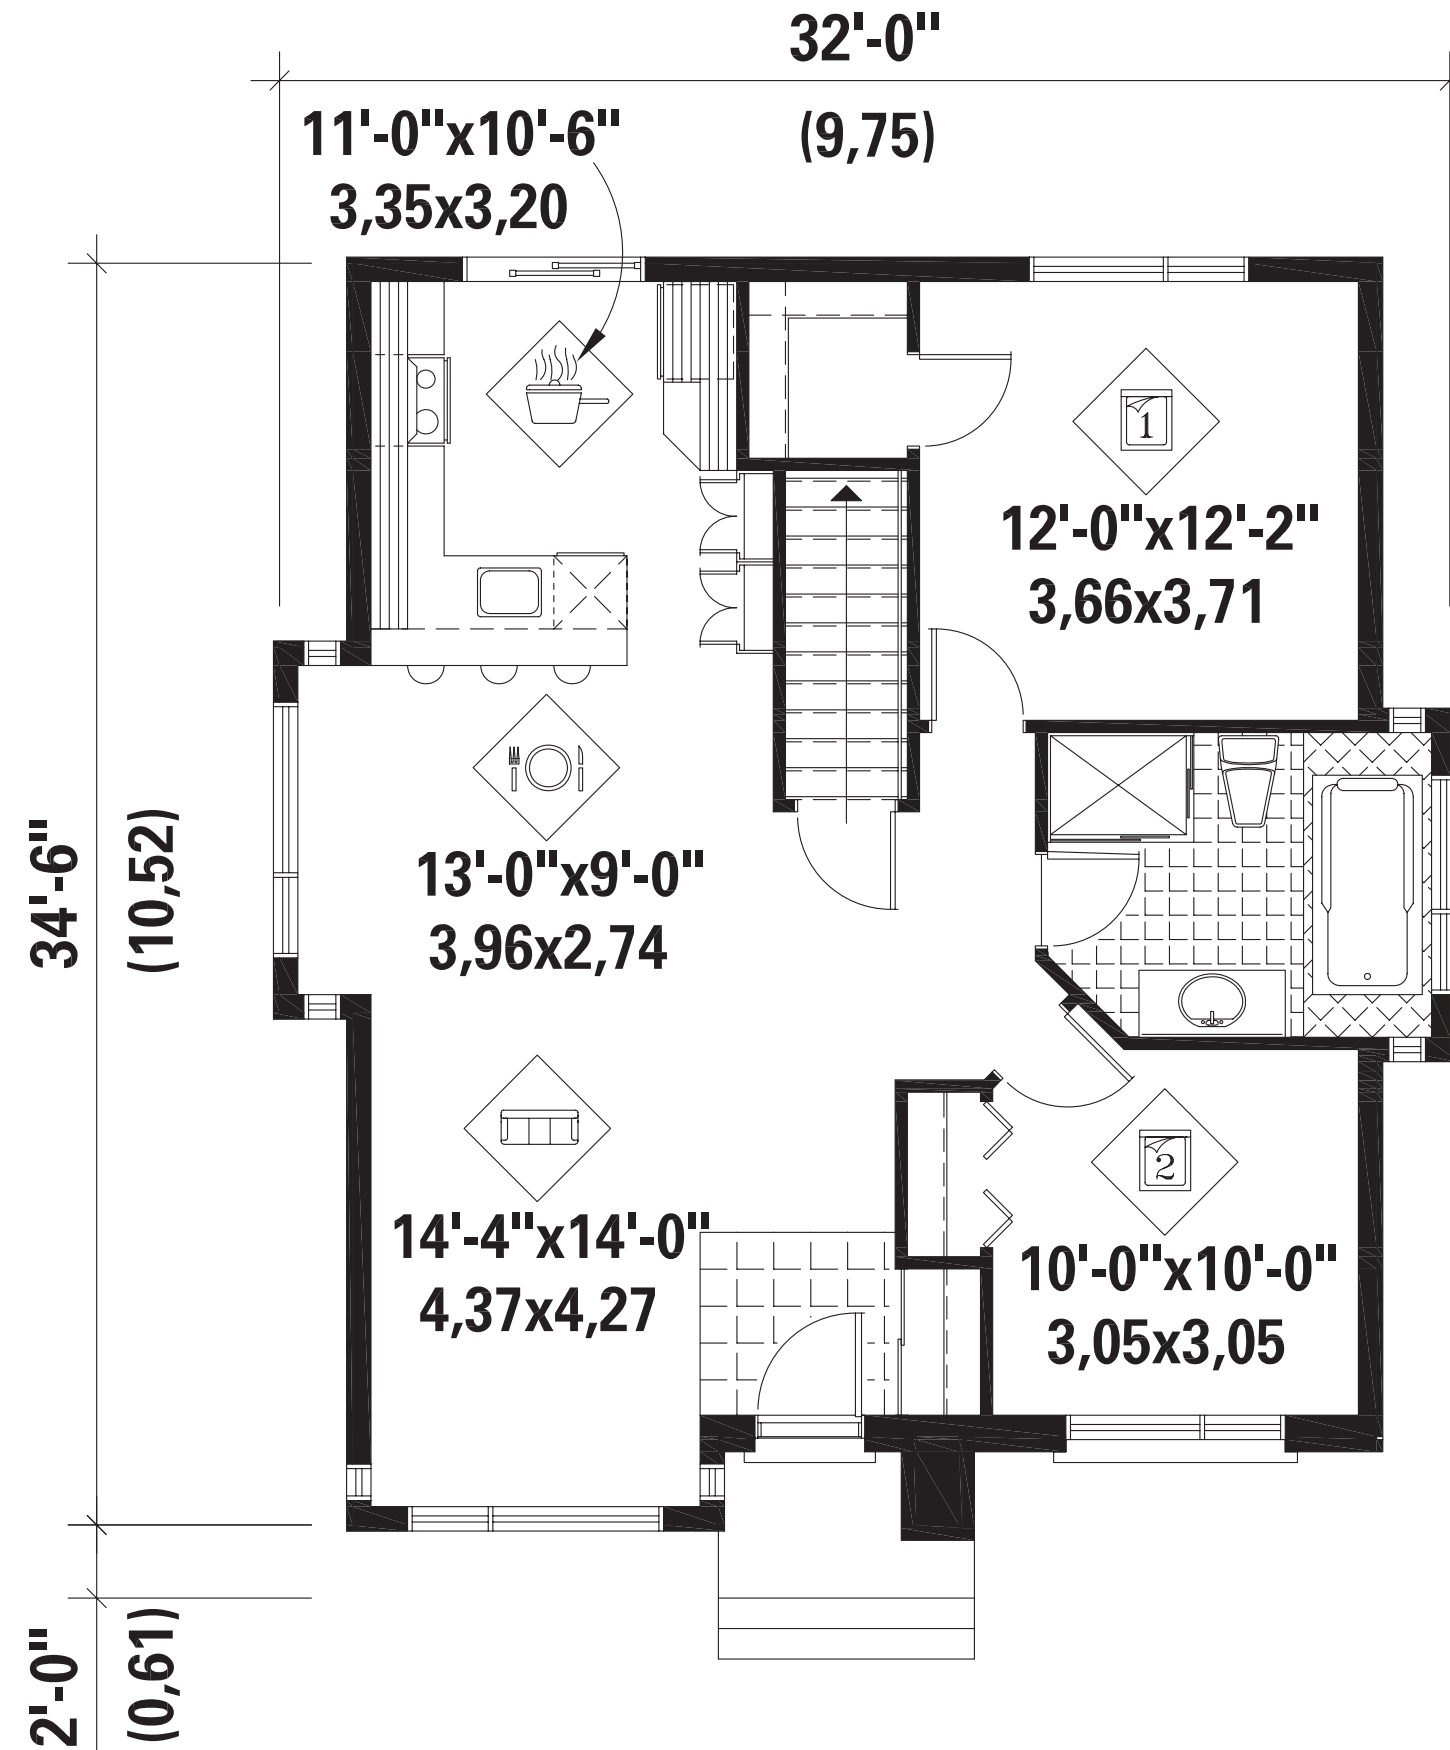 32'-0"
(9,75)
11'-0"x10'-6"
3,35x3,20
1
12'-0"x12'-2"
3,66x3,71
34'-6"
(10,52)
13'-0"x9'-0"
3,96x2,74
2
14'-4"x14'-0"
4,37x4,27
10'-0"x10'-0"
3,05x3,05
2'-0"
(0,61)